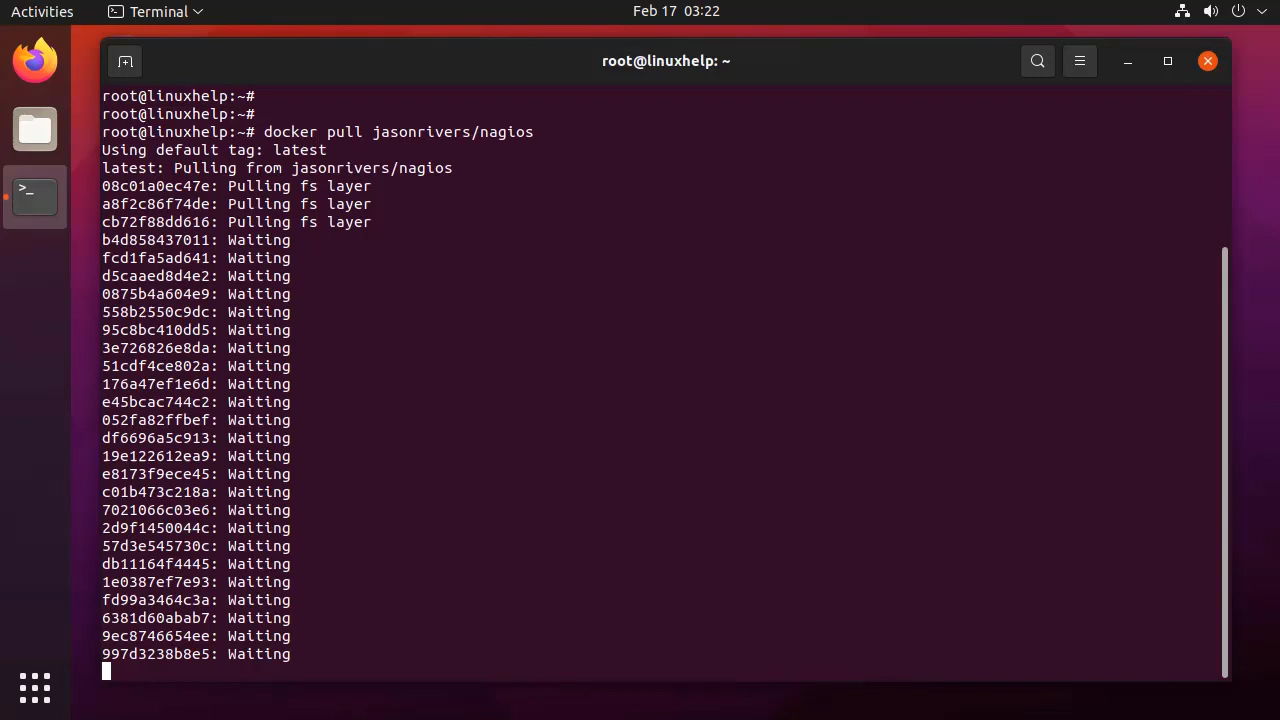 Activities
Terminal
Feb 17 03:22
root@linuxhelp: ~
root@linuxhelp:~#
root@linuxhelp:~#
root@linuxhelp:~# docker pull jasonrivers/nagios
Using default tag: latest
latest: Pulling from jasonrivers/nagios
08c01a0ec47e: Pulling fs layer
a8f2c86f74de: Pulling fs layer
cb72f88dd616: Pulling fs layer
b4d858437011: Waiting
fcd1fa5ad641: Waiting
d5caaed8d4e2: Waiting
0875b4a604e9: Waiting
558b2550c9dc: Waiting
95c8bc410dd5: Waiting
3e726826e8da: Waiting
51cdf4ce802a: Waiting
176a47ef1e6d: Waiting
e45bcac744c2: Waiting
052fa82ffbef: Waiting
df6696a5c913: Waiting
19e122612ea9: Waiting
e8173f9ece45: Waiting
c01b473c218a: Waiting
7021066c03e6: Waiting
2d9f1450044c: Waiting
57d3e545730c: Waiting
db11164f4445: Waiting
1e0387ef7e93: Waiting
fd99a3464c3a: Waiting
6381d60abab7: Waiting
9ec8746654ee: Waiting
997d3238b8e5: Waiting